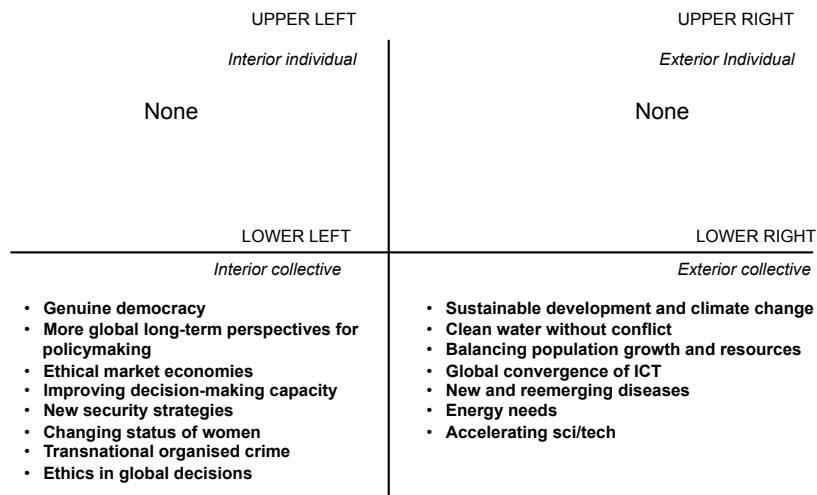 UPPER LEFT
Interior individual
None
UPPER RIGHT
Exterior Individual
None
LOWER LEFT
Interior collective
• Genuine democracy
• More global long-term perspectives for
policymaking
• Ethical market economies
• Improving decision-making capacity
• New security strategies
• Changing status of women
• Transnational organised crime
• Ethics in global decisions
LOWER RIGHT
Exterior collective
• Sustainable development and climate change
• Clean water without conflict
• Balancing population growth and resources
• Global convergence of ICT
• New and reemerging diseases
• Energy needs
• Accelerating sci/tech